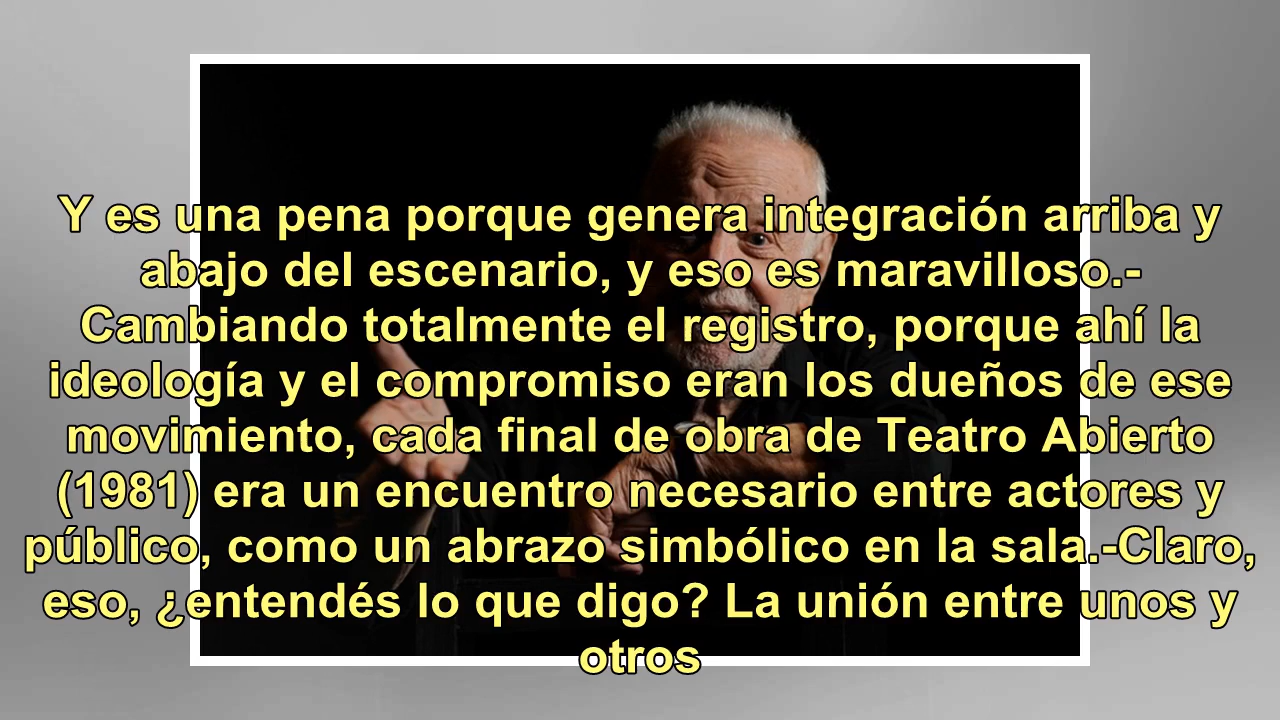 Y es una pena porque genera integración arriba y
abajo del escenario, y eso es maravilloso.-
Cambiando totalmente el registro, porque ahí la
ideología y el compromiso eran los dueños de ese
movimiento, cada final de obra de Teatro Abierto
(1981) era un encuentro necesario entre actores y
público, como un abrazo simbólico en la sala.-Claro,
eso, ¿entendés lo que digo? La unión entre unos y
otros